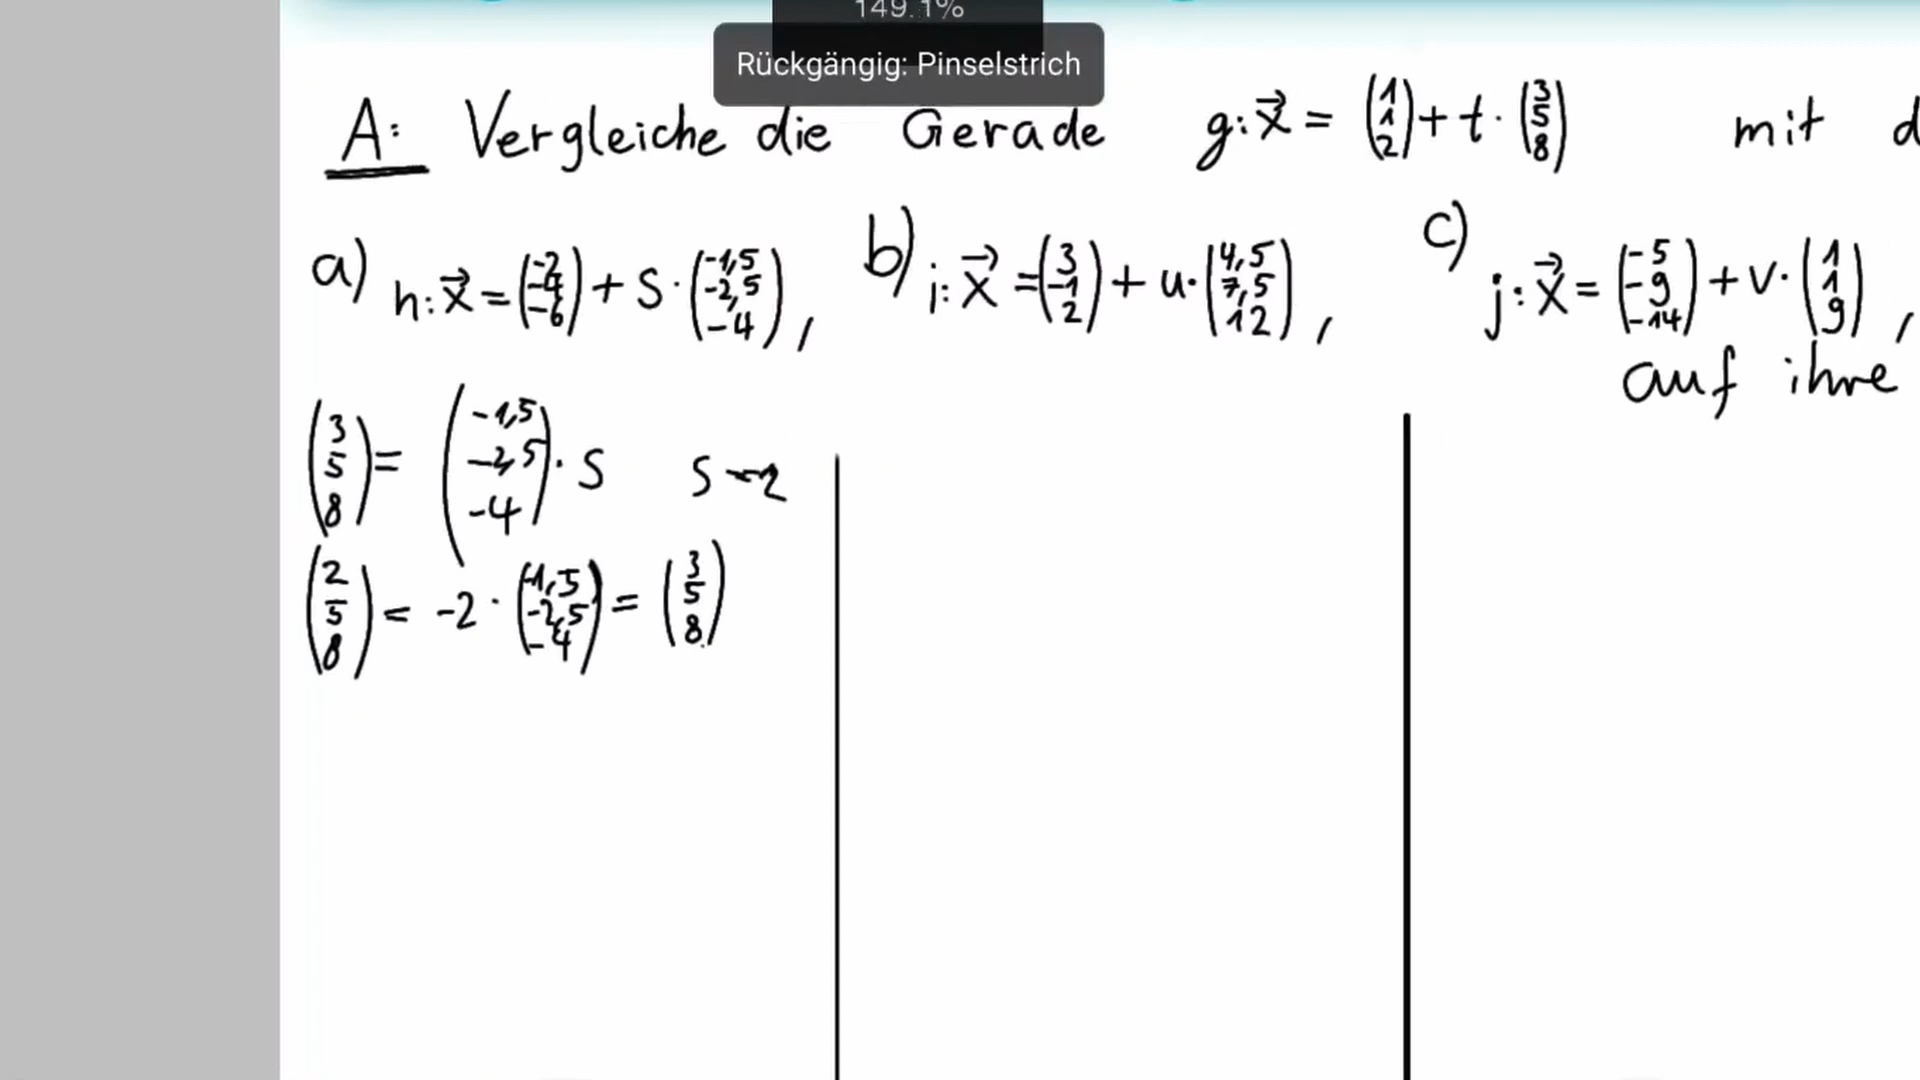 149.1%
Rückgängig: Pinselstrich
A: Vergleiche die Gerade g: x⃗ = (1 1 2) + t · (3 5 8) mit d
a) h: x⃗ = (-2 -4 -6) + s · (-1,5 -2,5 -4) , b) i: x⃗ = (3 -1 2) + u · (4,5 7,5 12) , c) j: x⃗ = (-5 -9 -14) + v · (1 1 9) ,
auf ihre
(3 5 8) = (-1,5 -2,5 -4) · s s = -2
(2 5 8) = -2 · (-1,5 -2,5 -4) = (3 5 8)